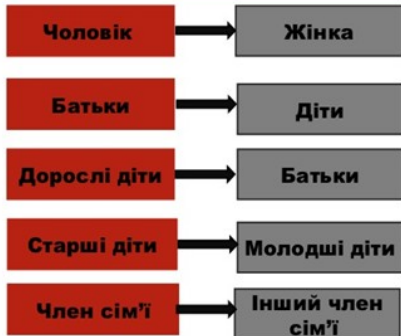 Чоловік
Жінка
Батьки
Діти
Дорослі діти
Батьки
Старші діти
Молодші діти
Член сім'ї
Інший член
сім'ї